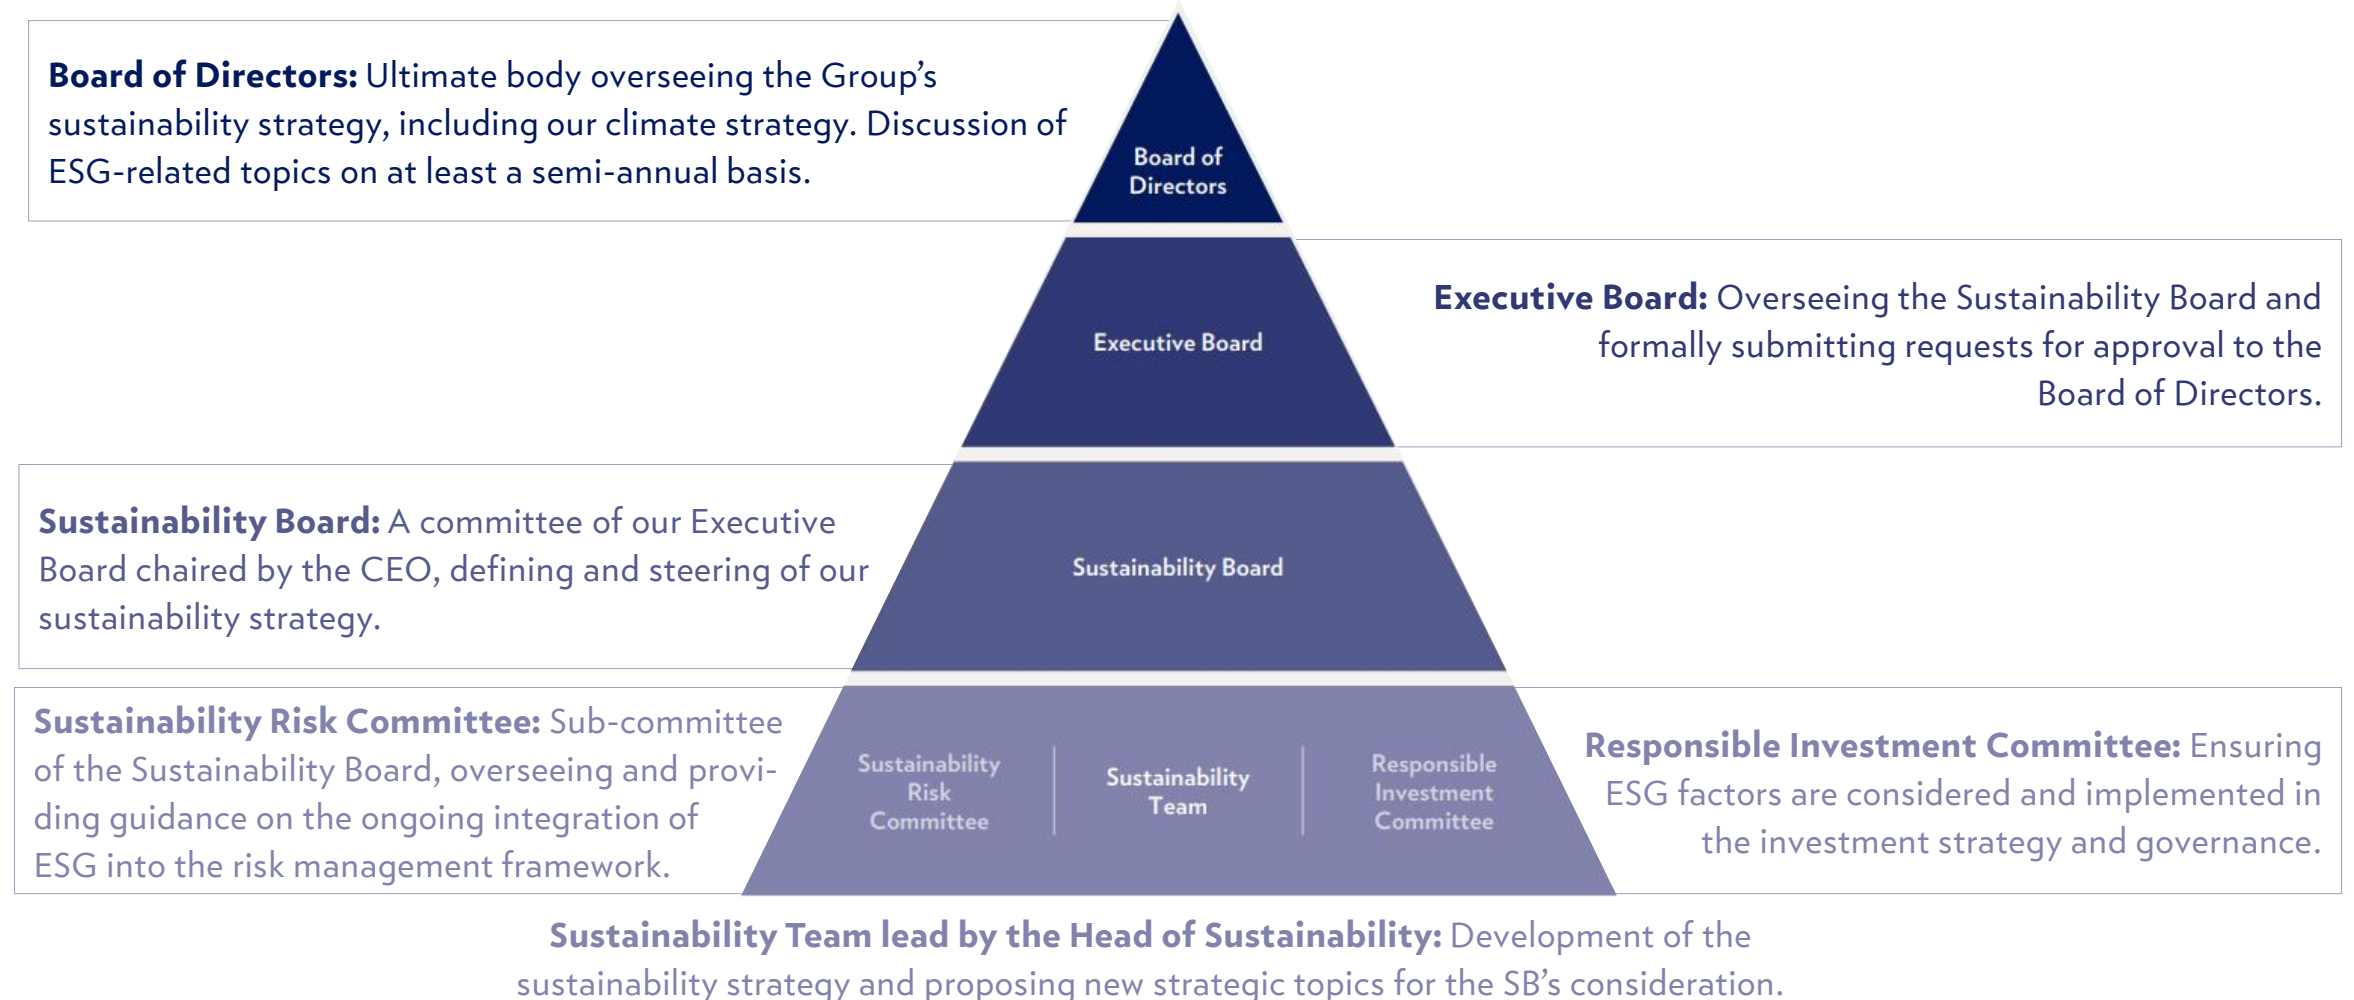 Board of Directors: Ultimate body overseeing the Group’s
sustainability strategy, including our climate strategy. Discussion of
ESG-related topics on at least a semi-annual basis.
Board of
Directors
Executive Board: Overseeing the Sustainability Board and
formally submitting requests for approval to the
Board of Directors.
Executive Board
Sustainability Board: A committee of our Executive
Board chaired by the CEO, defining and steering of our
sustainability strategy.
Sustainability Board
Sustainability Risk Committee: Sub-committee
of the Sustainability Board, overseeing and provi-
ding guidance on the ongoing integration of
ESG into the risk management framework.
Sustainability
Risk
Committee
Sustainability
Team
Responsible
Investment
Committee
Responsible Investment Committee: Ensuring
ESG factors are considered and implemented in
the investment strategy and governance.
Sustainability Team lead by the Head of Sustainability: Development of the
sustainability strategy and proposing new strategic topics for the SB’s consideration.